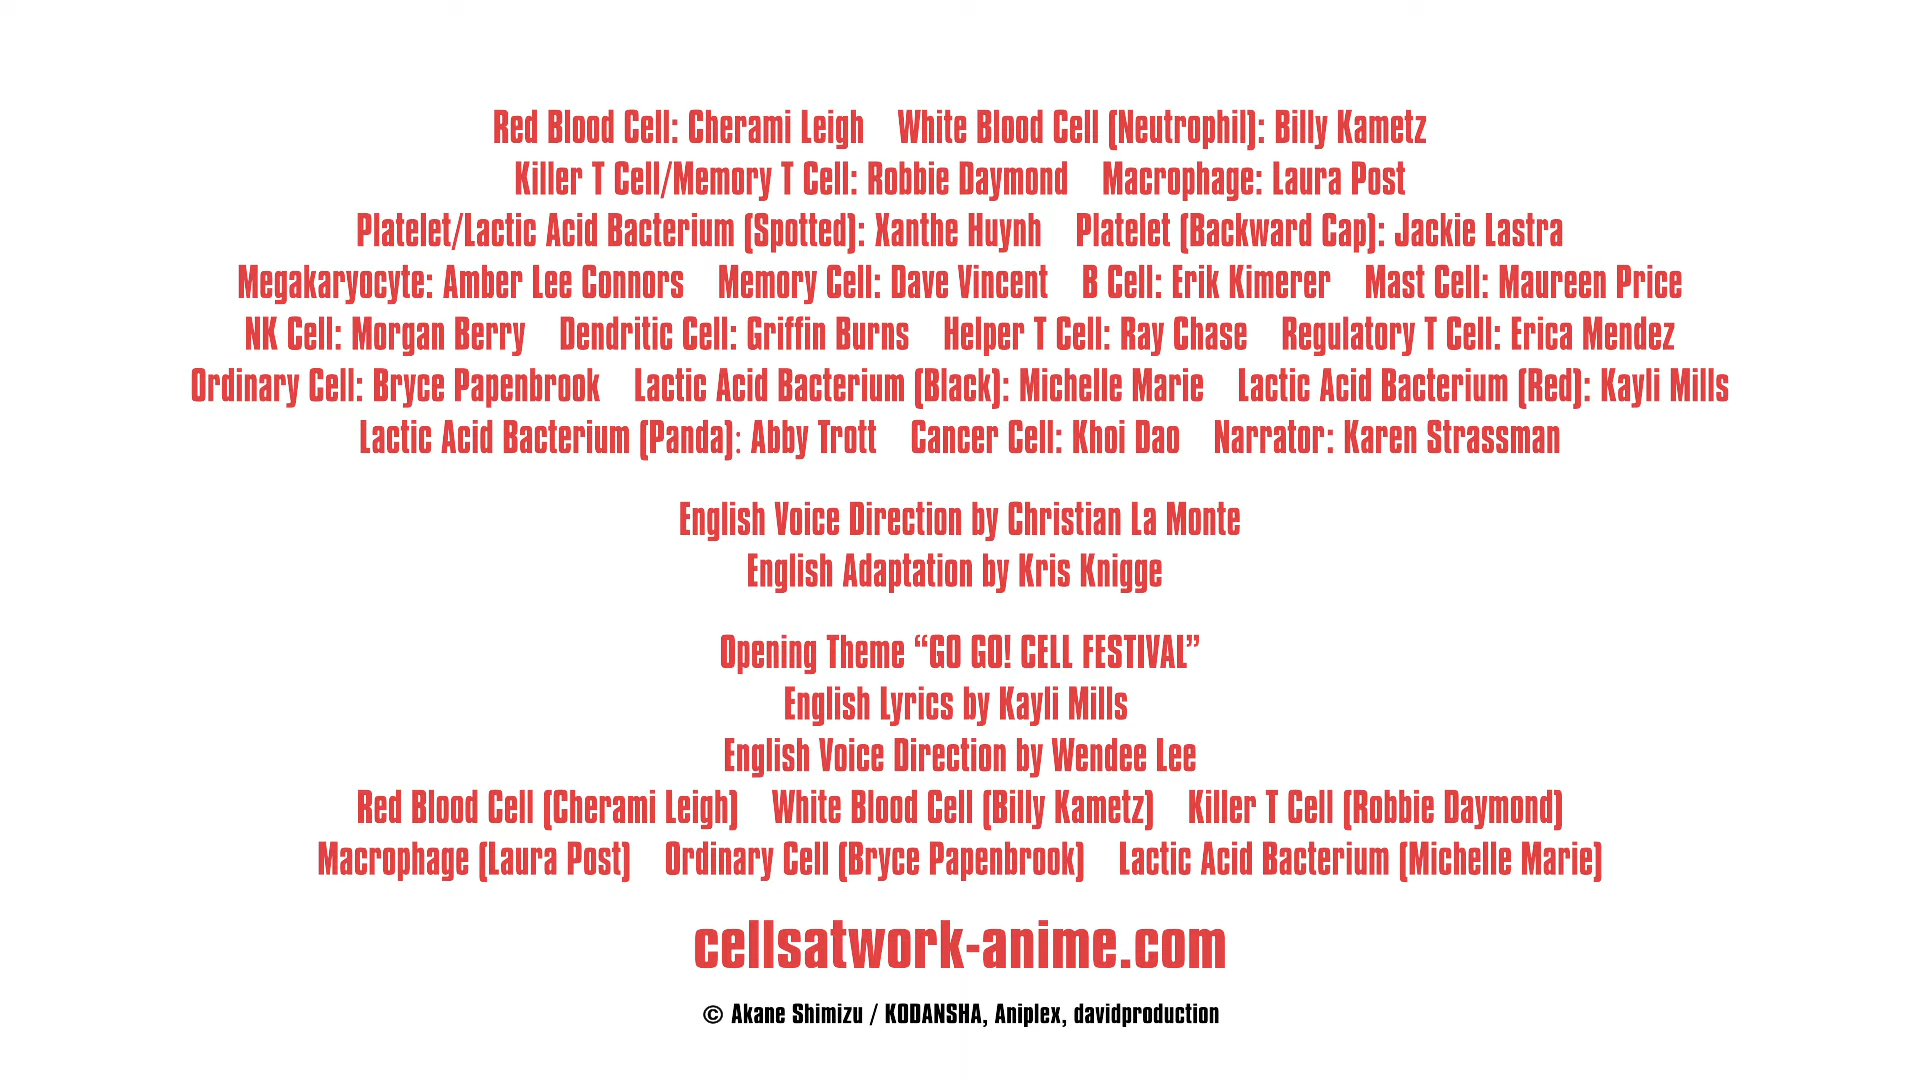 Red Blood Cell: Cherami Leigh White Blood Cell (Neutrophil): Billy Kametz
Killer T Cell/Memory T Cell: Robbie Daymond Macrophage: Laura Post
Platelet/Lactic Acid Bacterium (Spotted): Xanthe Huynh Platelet (Backward Cap): Jackie Lastra
Megakaryocyte: Amber Lee Connors Memory Cell: Dave Vincent B Cell: Erik Kimerer Mast Cell: Maureen Price
NK Cell: Morgan Berry Dendritic Cell: Griffin Burns Helper T Cell: Ray Chase Regulatory T Cell: Erica Mendez
Ordinary Cell: Bryce Papenbrook Lactic Acid Bacterium (Black): Michelle Marie Lactic Acid Bacterium (Red): Kayli Mills
Lactic Acid Bacterium (Panda): Abby Trott Cancer Cell: Khoi Dao Narrator: Karen Strassman
English Voice Direction by Christian La Monte
English Adaptation by Kris Knigge
Opening Theme “GO GO! CELL FESTIVAL”
English Lyrics by Kayli Mills
English Voice Direction by Wendee Lee
Red Blood Cell (Cherami Leigh) White Blood Cell (Billy Kametz) Killer T Cell (Robbie Daymond)
Macrophage (Laura Post) Ordinary Cell (Bryce Papenbrook) Lactic Acid Bacterium (Michelle Marie)
cellsatwork-anime.com
© Akane Shimizu / KODANSHA, Aniplex, davidproduction